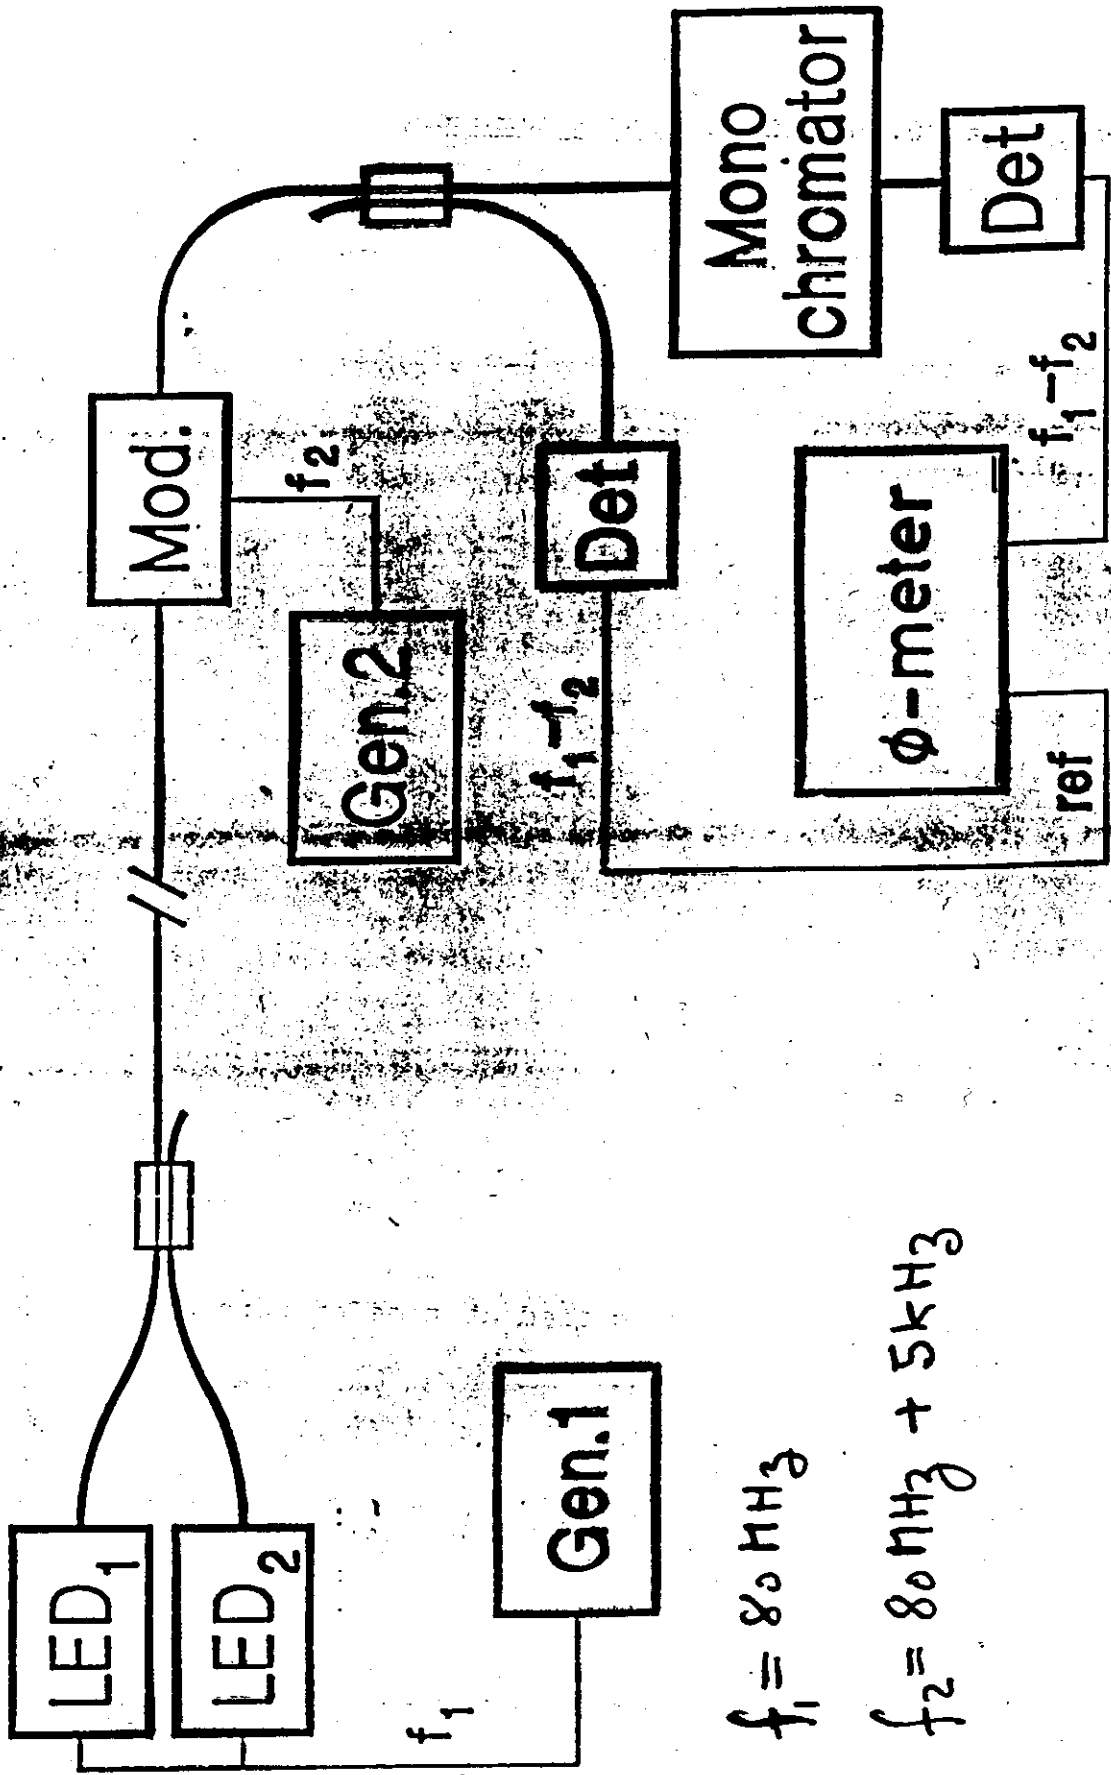 LED1
LED2
f1
Gen.1
Mod.
f2
Gen.2
Det
f1-f2
Mono
chromator
Det
f1-f2
φ-meter
ref
f1 = 80 MHz
f2 = 80 MHz + 5kHz